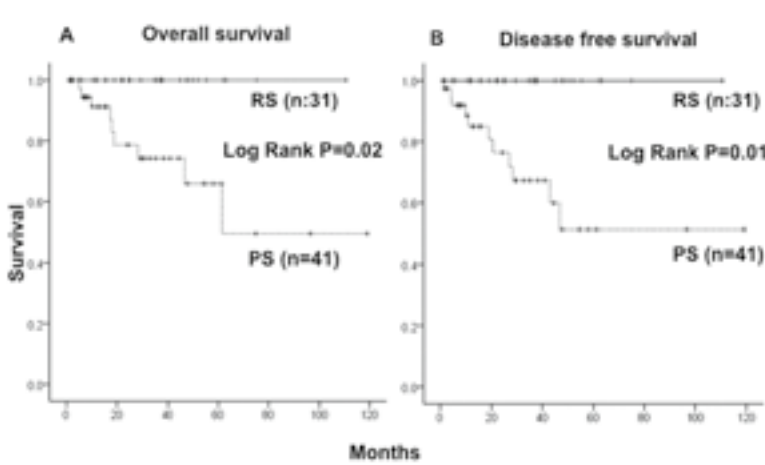 A Overall survival
B Disease free survival
Survival
1.0
0.8
0.6
0.4
0.2
0.0
RS (n:31)
Log Rank P=0.02
PS (n=41)
0 20 40 60 80 100 120
1.0
0.8
0.6
0.4
0.2
0.0
RS (n:31)
Log Rank P=0.01
PS (n=41)
0 20 40 60 80 100 120
Months